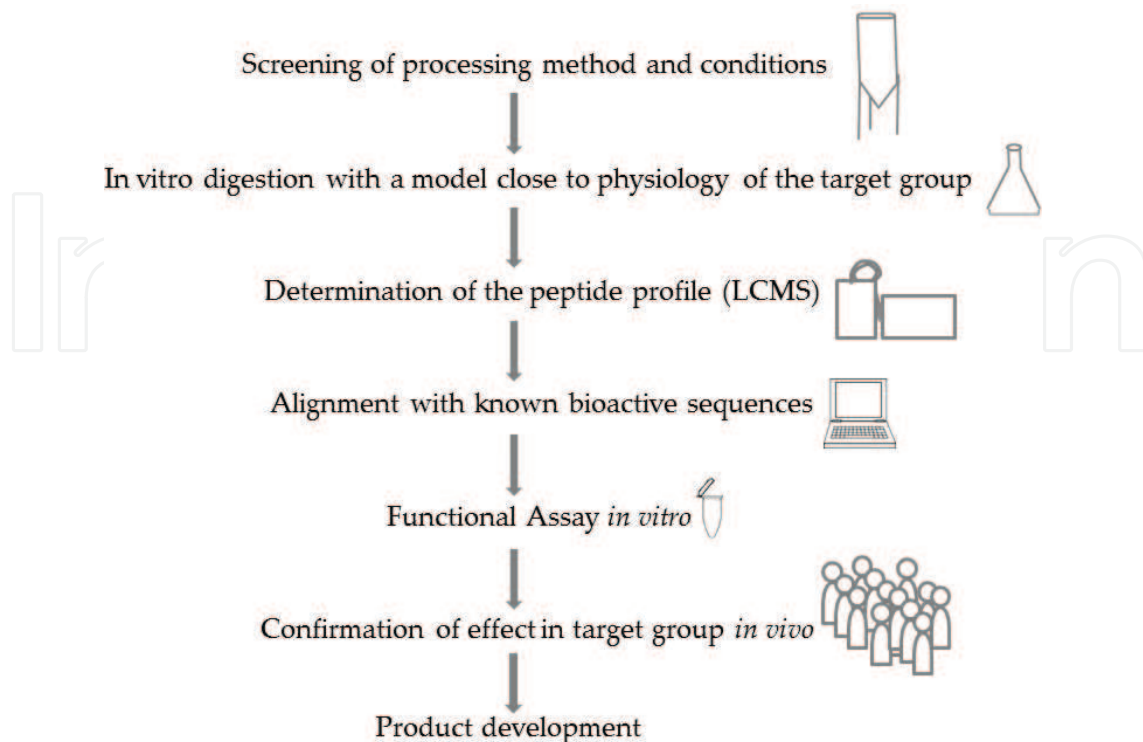 Screening of processing method and conditions
In vitro digestion with a model close to physiology of the target group
Determination of the peptide profile (LCMS)
Alignment with known bioactive sequences
Functional Assay in vitro
Confirmation of effect in target group in vivo
Product development